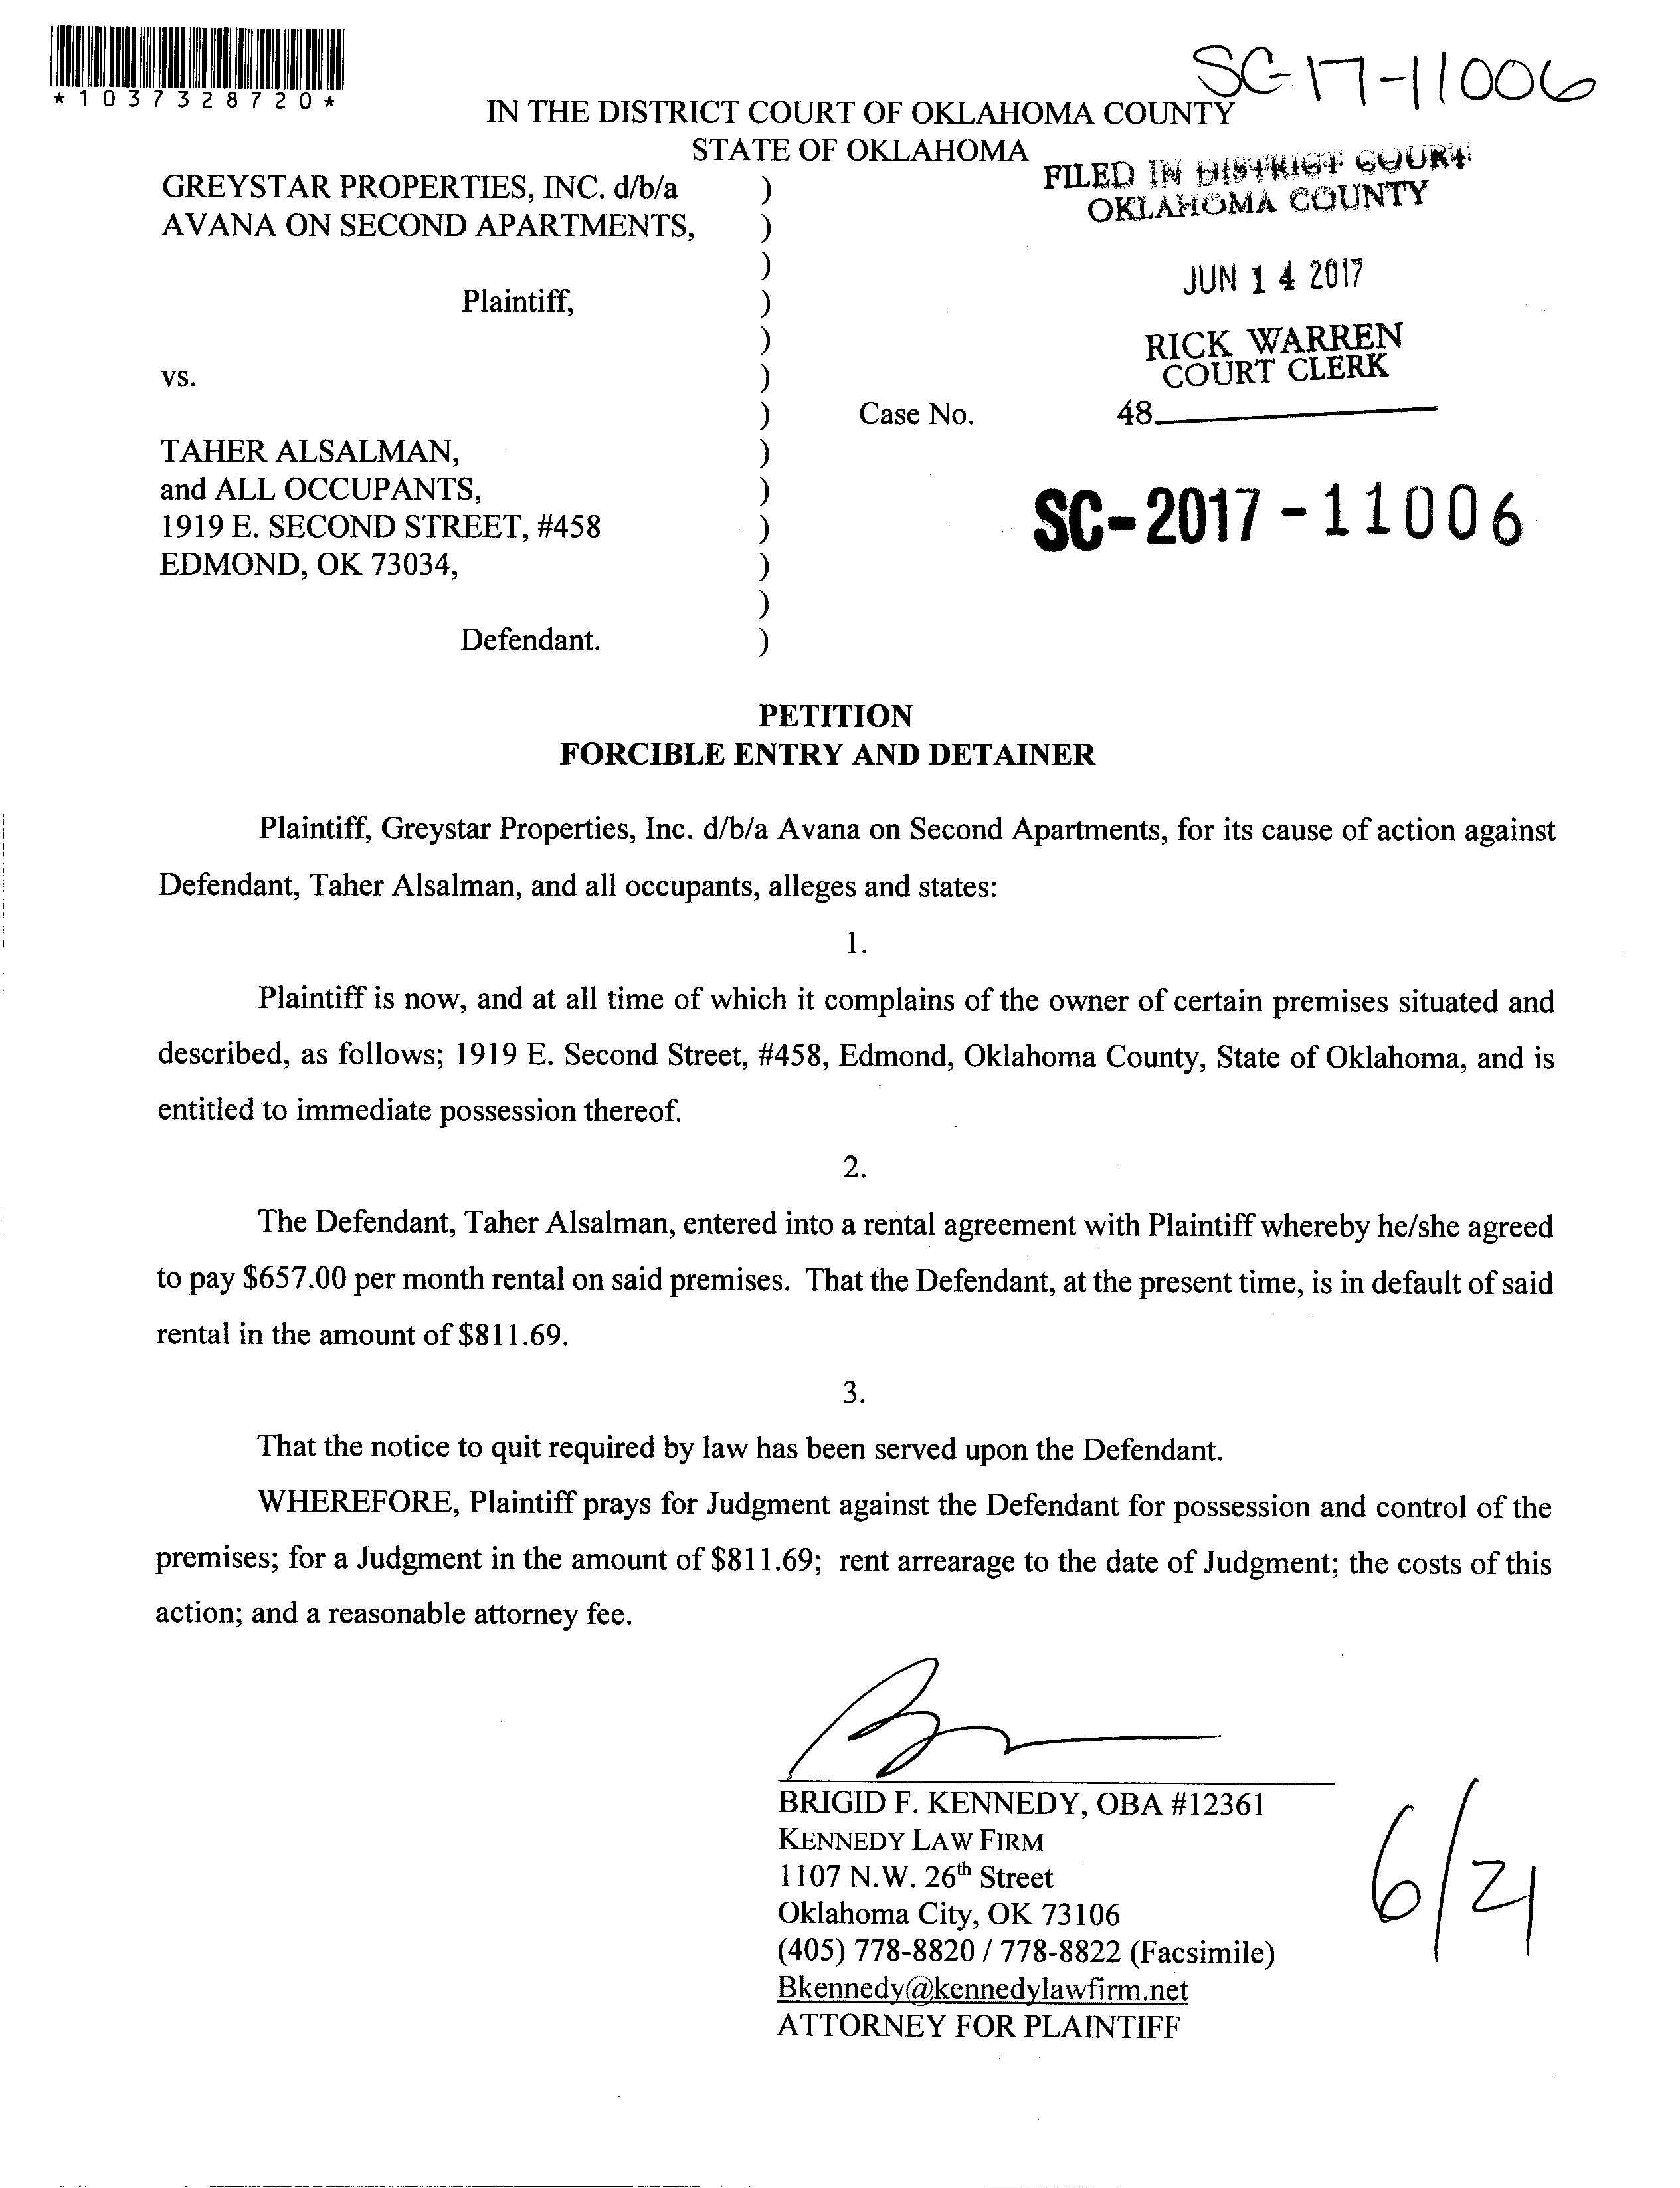 SC-17-11006
*1037328720*
IN THE DISTRICT COURT OF OKLAHOMA COUNTY
STATE OF OKLAHOMA
FILED IN DISTRICT COURT
OKLAHOMA COUNTY
JUN 14 2017
RICK WARREN
COURT CLERK
48
GREYSTAR PROPERTIES, INC. d/b/a )
AVANA ON SECOND APARTMENTS, )
)
Plaintiff, )
)
vs. )
) Case No.
TAHER ALSALMAN, )
and ALL OCCUPANTS, )
1919 E. SECOND STREET, #458 )
EDMOND, OK 73034, )
)
Defendant. )
SC-2017-11006
PETITION
FORCIBLE ENTRY AND DETAINER
Plaintiff, Greystar Properties, Inc. d/b/a Avana on Second Apartments, for its cause of action against
Defendant, Taher Alsalman, and all occupants, alleges and states:
1.
Plaintiff is now, and at all time of which it complains of the owner of certain premises situated and
described, as follows; 1919 E. Second Street, #458, Edmond, Oklahoma County, State of Oklahoma, and is
entitled to immediate possession thereof.
2.
The Defendant, Taher Alsalman, entered into a rental agreement with Plaintiff whereby he/she agreed
to pay $657.00 per month rental on said premises. That the Defendant, at the present time, is in default of said
rental in the amount of $811.69.
3.
That the notice to quit required by law has been served upon the Defendant.
WHEREFORE, Plaintiff prays for Judgment against the Defendant for possession and control of the
premises; for a Judgment in the amount of $811.69; rent arrearage to the date of Judgment; the costs of this
action; and a reasonable attorney fee.
BRIGID F. KENNEDY, OBA #12361
KENNEDY LAW FIRM
1107 N.W. 26th Street
Oklahoma City, OK 73106
(405) 778-8820 / 778-8822 (Facsimile)
Bkennedy@kennedylawfirm.net
ATTORNEY FOR PLAINTIFF
6/21